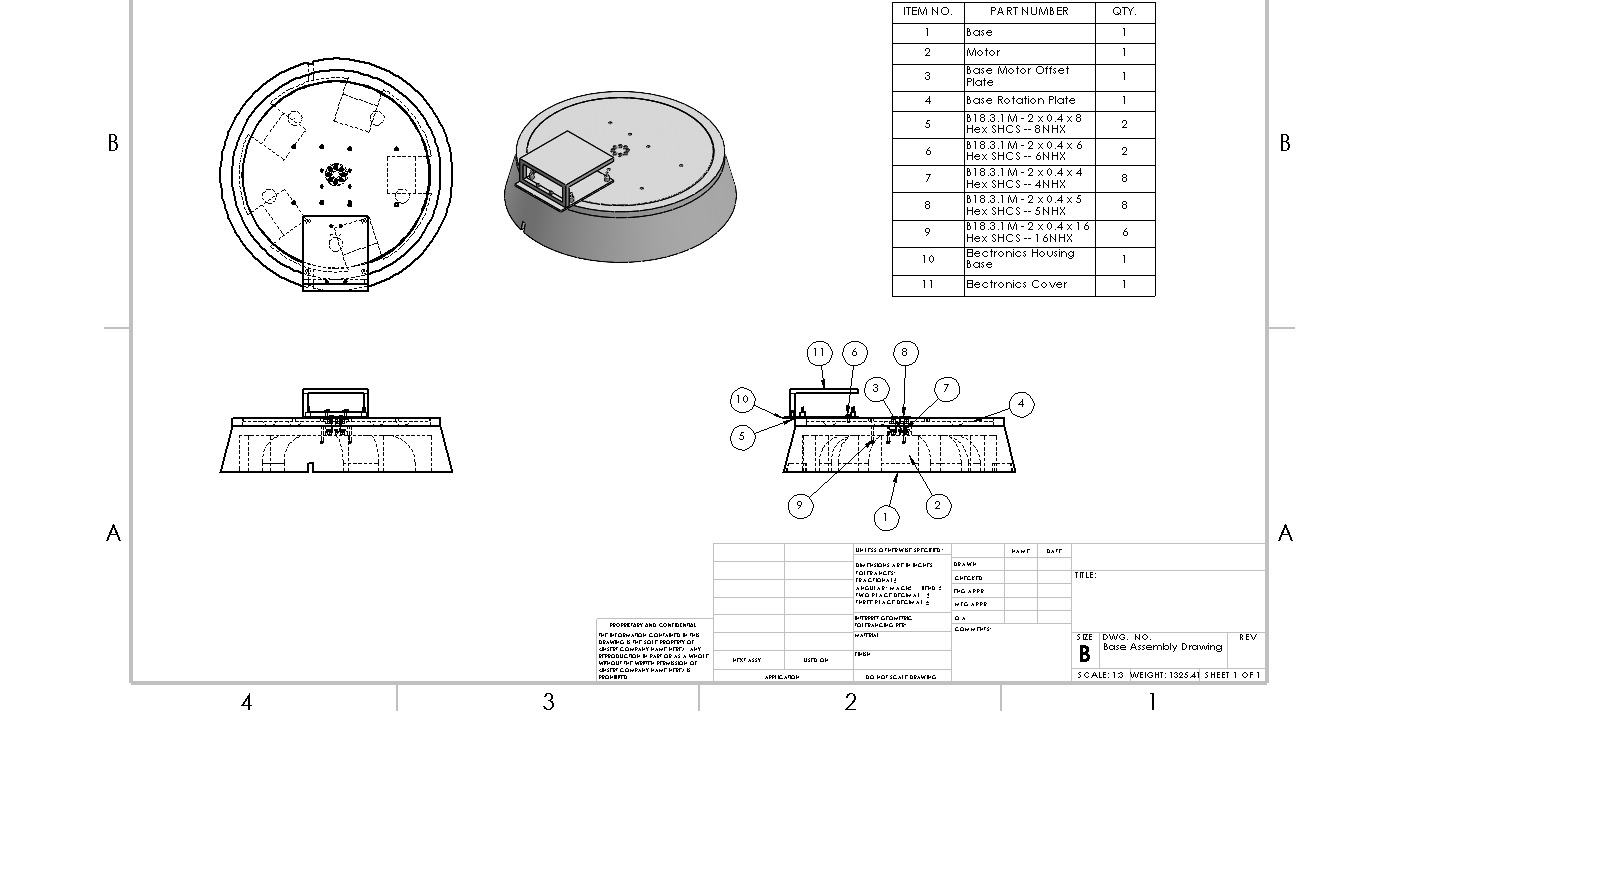 ITEM NO. PART NUMBER QTY.
1 Base 1
2 Motor 1
3 Base Motor Offset
Plate 1
4 Base Rotation Plate 1
5 B18.3.1M - 2 x 0.4 x 8
Hex SHCS -- 8NHX 2
6 B18.3.1M - 2 x 0.4 x 6
Hex SHCS -- 6NHX 2
7 B18.3.1M - 2 x 0.4 x 4
Hex SHCS -- 4NHX 8
8 B18.3.1M - 2 x 0.4 x 5
Hex SHCS -- 5NHX 8
9 B18.3.1M - 2 x 0.4 x 16
Hex SHCS -- 16NHX 6
10 Electronics Housing
Base 1
11 Electronics Cover 1
B B
11 6 8
10 3 7 4
5
9 1 2
A A
UNLESS OTHERWISE SPECIFIED:
DIMENSIONS ARE IN INCHES
TOLERANCES:
FRACTIONAL ±
ANGULAR: MACH ± BEND ±
TWO PLACE DECIMAL ±
THREE PLACE DECIMAL ±
INTERPRET GEOMETRIC
TOLERANCING PER:
MATERIAL
FINISH
DO NOT SCALE DRAWING
NAME DATE
DRAWN
CHECKED
ENG APPR.
MFG APPR.
Q.A.
COMMENTS:
PROPRIETARY AND CONFIDENTIAL
THE INFORMATION CONTAINED IN THIS
DRAWING IS THE SOLE PROPERTY OF
<INSERT COMPANY NAME HERE>. ANY
REPRODUCTION IN PART OR AS A WHOLE
WITHOUT THE WRITTEN PERMISSION OF
<INSERT COMPANY NAME HERE> IS
PROHIBITED.
NEXT ASSY USED ON
APPLICATION
TITLE:
SIZE DWG. NO. REV
B Base Assembly Drawing
SCALE: 1:3 WEIGHT: 1325.41 SHEET 1 OF 1
4 3 2 1